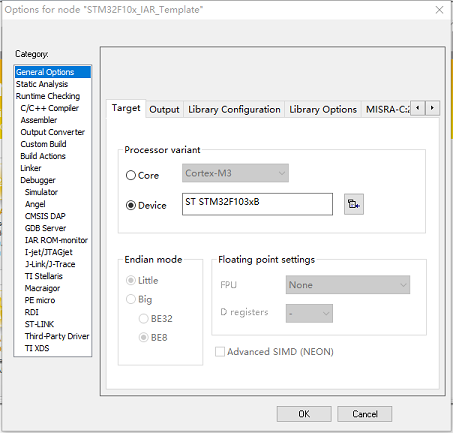 Options for node "STM32F10x_IAR_Template"
Category:
General Options
Static Analysis
Runtime Checking
C/C++ Compiler
Assembler
Output Converter
Custom Build
Build Actions
Linker
Debugger
Simulator
Angel
CMSIS DAP
GDB Server
IAR ROM-monitor
I-jet/JTAGjet
J-Link/J-Trace
TI Stellaris
Macraigor
PE micro
RDI
ST-LINK
Third-Party Driver
TI XDS
Target Output Library Configuration Library Options MISRA-C:2
Processor variant
Core Cortex-M3
Device ST STM32F103xB
Endian mode
Little
Big
BE32
BE8
Floating point settings
FPU None
D registers -
Advanced SIMD (NEON)
OK Cancel